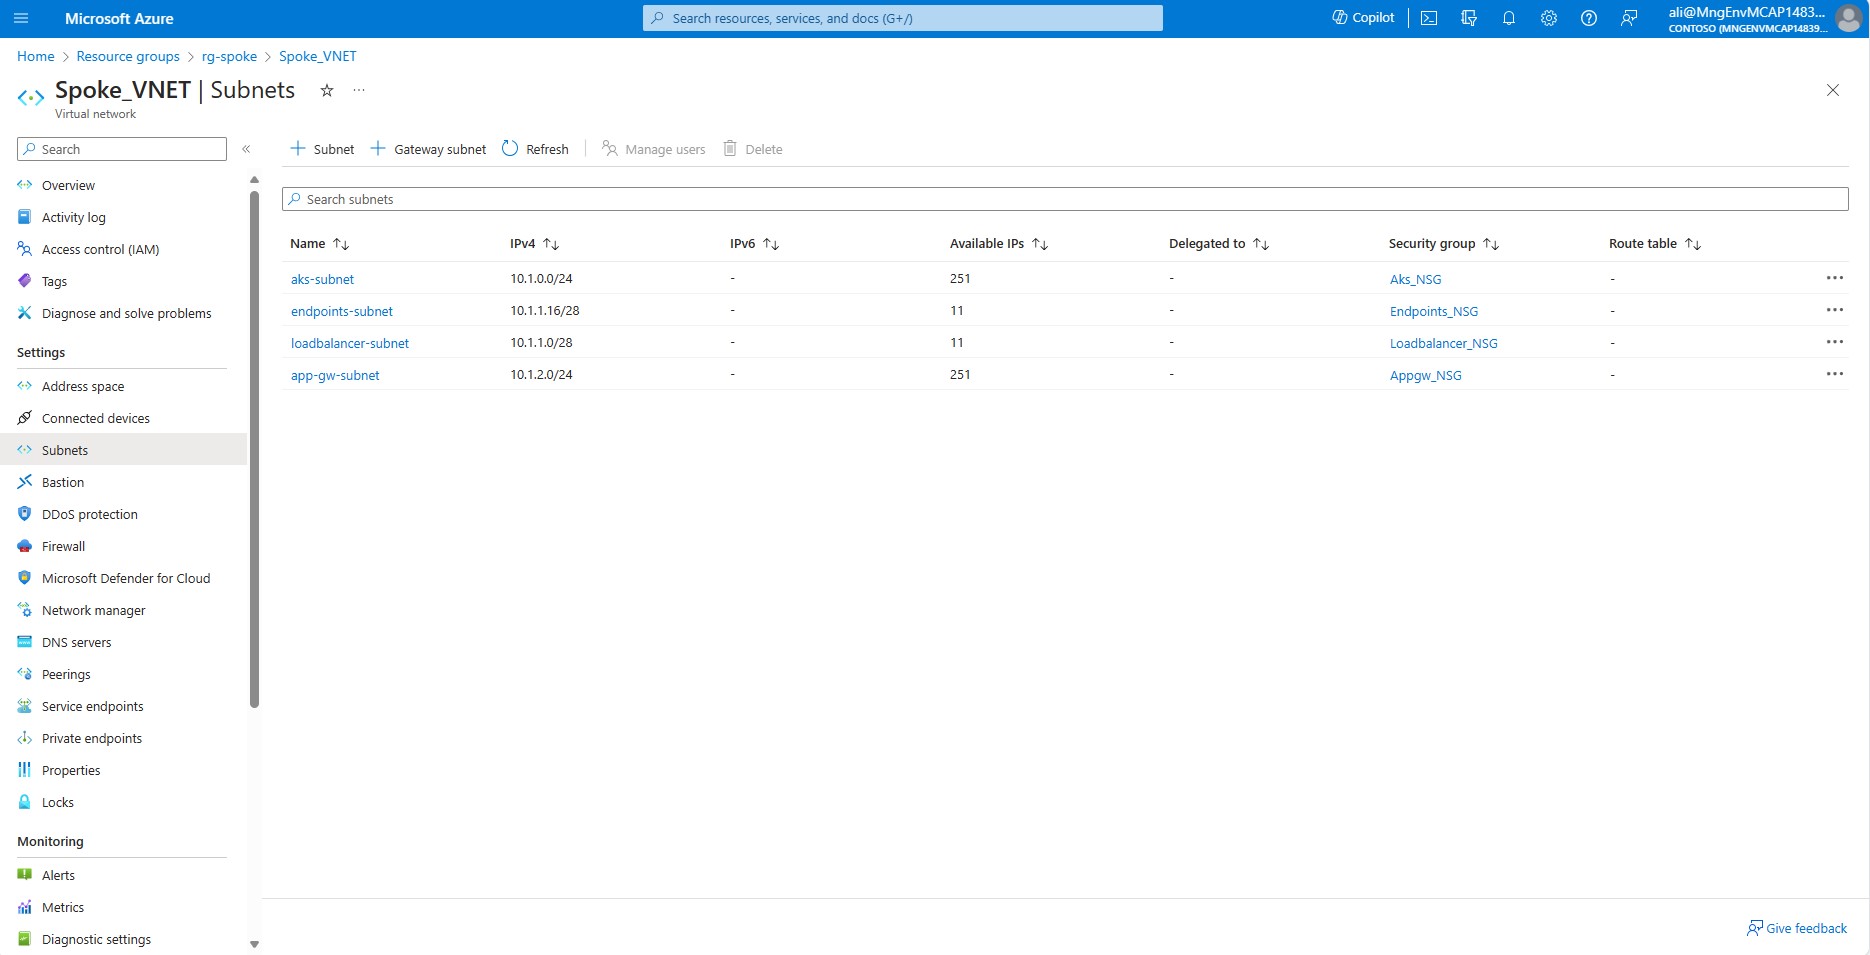 Microsoft Azure
Search resources, services, and docs (G+/)
Copilot
ali@MngEnvMCAP1483...
CONTOSO (MNGENVMCAP14839...
Home > Resource groups > rg-spoke > Spoke_VNET
Spoke_VNET | Subnets
Virtual network
Search
Subnet Gateway subnet Refresh Manage users Delete
Search subnets
Overview
Activity log
Access control (IAM)
Tags
Diagnose and solve problems
Settings
Address space
Connected devices
Subnets
Bastion
DDoS protection
Firewall
Microsoft Defender for Cloud
Network manager
DNS servers
Peerings
Service endpoints
Private endpoints
Properties
Locks
Monitoring
Alerts
Metrics
Diagnostic settings
Name IPv4 IPv6 Available IPs Delegated to Security group Route table
aks-subnet 10.1.0.0/24 - 251 - Aks_NSG -
endpoints-subnet 10.1.1.16/28 - 11 - Endpoints_NSG -
loadbalancer-subnet 10.1.1.0/28 - 11 - Loadbalancer_NSG -
app-gw-subnet 10.1.2.0/24 - 251 - Appgw_NSG -
Give feedback